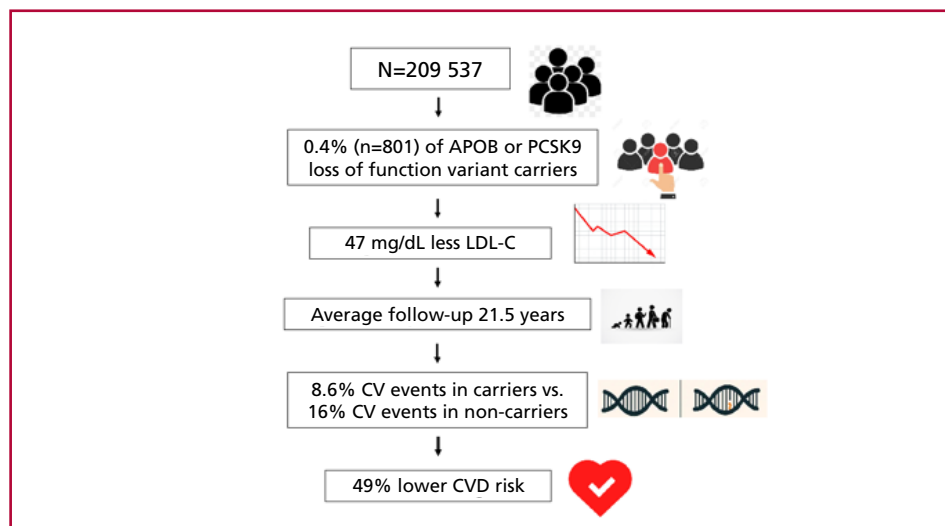 N=209 537
0.4% (n=801) of APOB or PCSK9
loss of function variant carriers
47 mg/dL less LDL-C
Average follow-up 21.5 years
8.6% CV events in carriers vs.
16% CV events in non-carriers
49% lower CVD risk